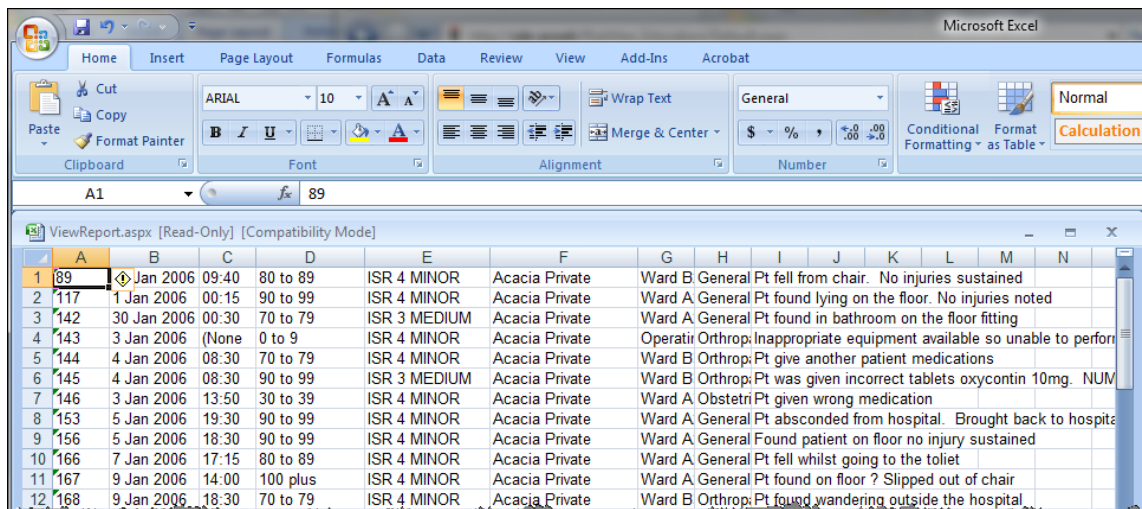 Microsoft Excel
Home Insert Page Layout Formulas Data Review View Add-Ins Acrobat
Paste Cut Copy Format Painter
Clipboard
ARIAL 10 A A
B I U A
Font
Wrap Text
Merge & Center
Alignment
General
$ % , .0 .00 .00 .0
Number
Conditional Formatting Format as Table
Normal
Calculation
A1 fx 89
ViewReport.aspx [Read-Only] [Compatibility Mode]
A B C D E F G H I J K L M N
1 89 Jan 2006 09:40 80 to 89 ISR 4 MINOR Acacia Private Ward B General Pt fell from chair. No injuries sustained
2 117 1 Jan 2006 00:15 90 to 99 ISR 4 MINOR Acacia Private Ward A General Pt found lying on the floor. No injuries noted
3 142 30 Jan 2006 00:30 70 to 79 ISR 3 MEDIUM Acacia Private Ward A General Pt found in bathroom on the floor fitting
4 143 3 Jan 2006 (None 0 to 9 ISR 4 MINOR Acacia Private Operatin Orthopa Inappropriate equipment available so unable to perforr
5 144 4 Jan 2006 08:30 70 to 79 ISR 4 MINOR Acacia Private Ward B Orthopa Pt give another patient medications
6 145 4 Jan 2006 08:30 90 to 99 ISR 3 MEDIUM Acacia Private Ward B Orthopa Pt was given incorrect tablets oxycontin 10mg. NUM
7 146 3 Jan 2006 13:50 30 to 39 ISR 4 MINOR Acacia Private Ward A Obstetri Pt given wrong medication
8 153 5 Jan 2006 19:30 90 to 99 ISR 4 MINOR Acacia Private Ward A General Pt absconded from hospital. Brought back to hospita
9 156 5 Jan 2006 18:30 90 to 99 ISR 4 MINOR Acacia Private Ward A General Found patient on floor no injury sustained
10 166 7 Jan 2006 17:15 80 to 89 ISR 4 MINOR Acacia Private Ward A General Pt fell whilst going to the toliet
11 167 9 Jan 2006 14:00 100 plus ISR 4 MINOR Acacia Private Ward A General Pt found on floor ? Slipped out of chair
12 168 9 Jan 2006 18:30 70 to 79 ISR 4 MINOR Acacia Private Ward B Orthopa Pt found wandering outside the hospital